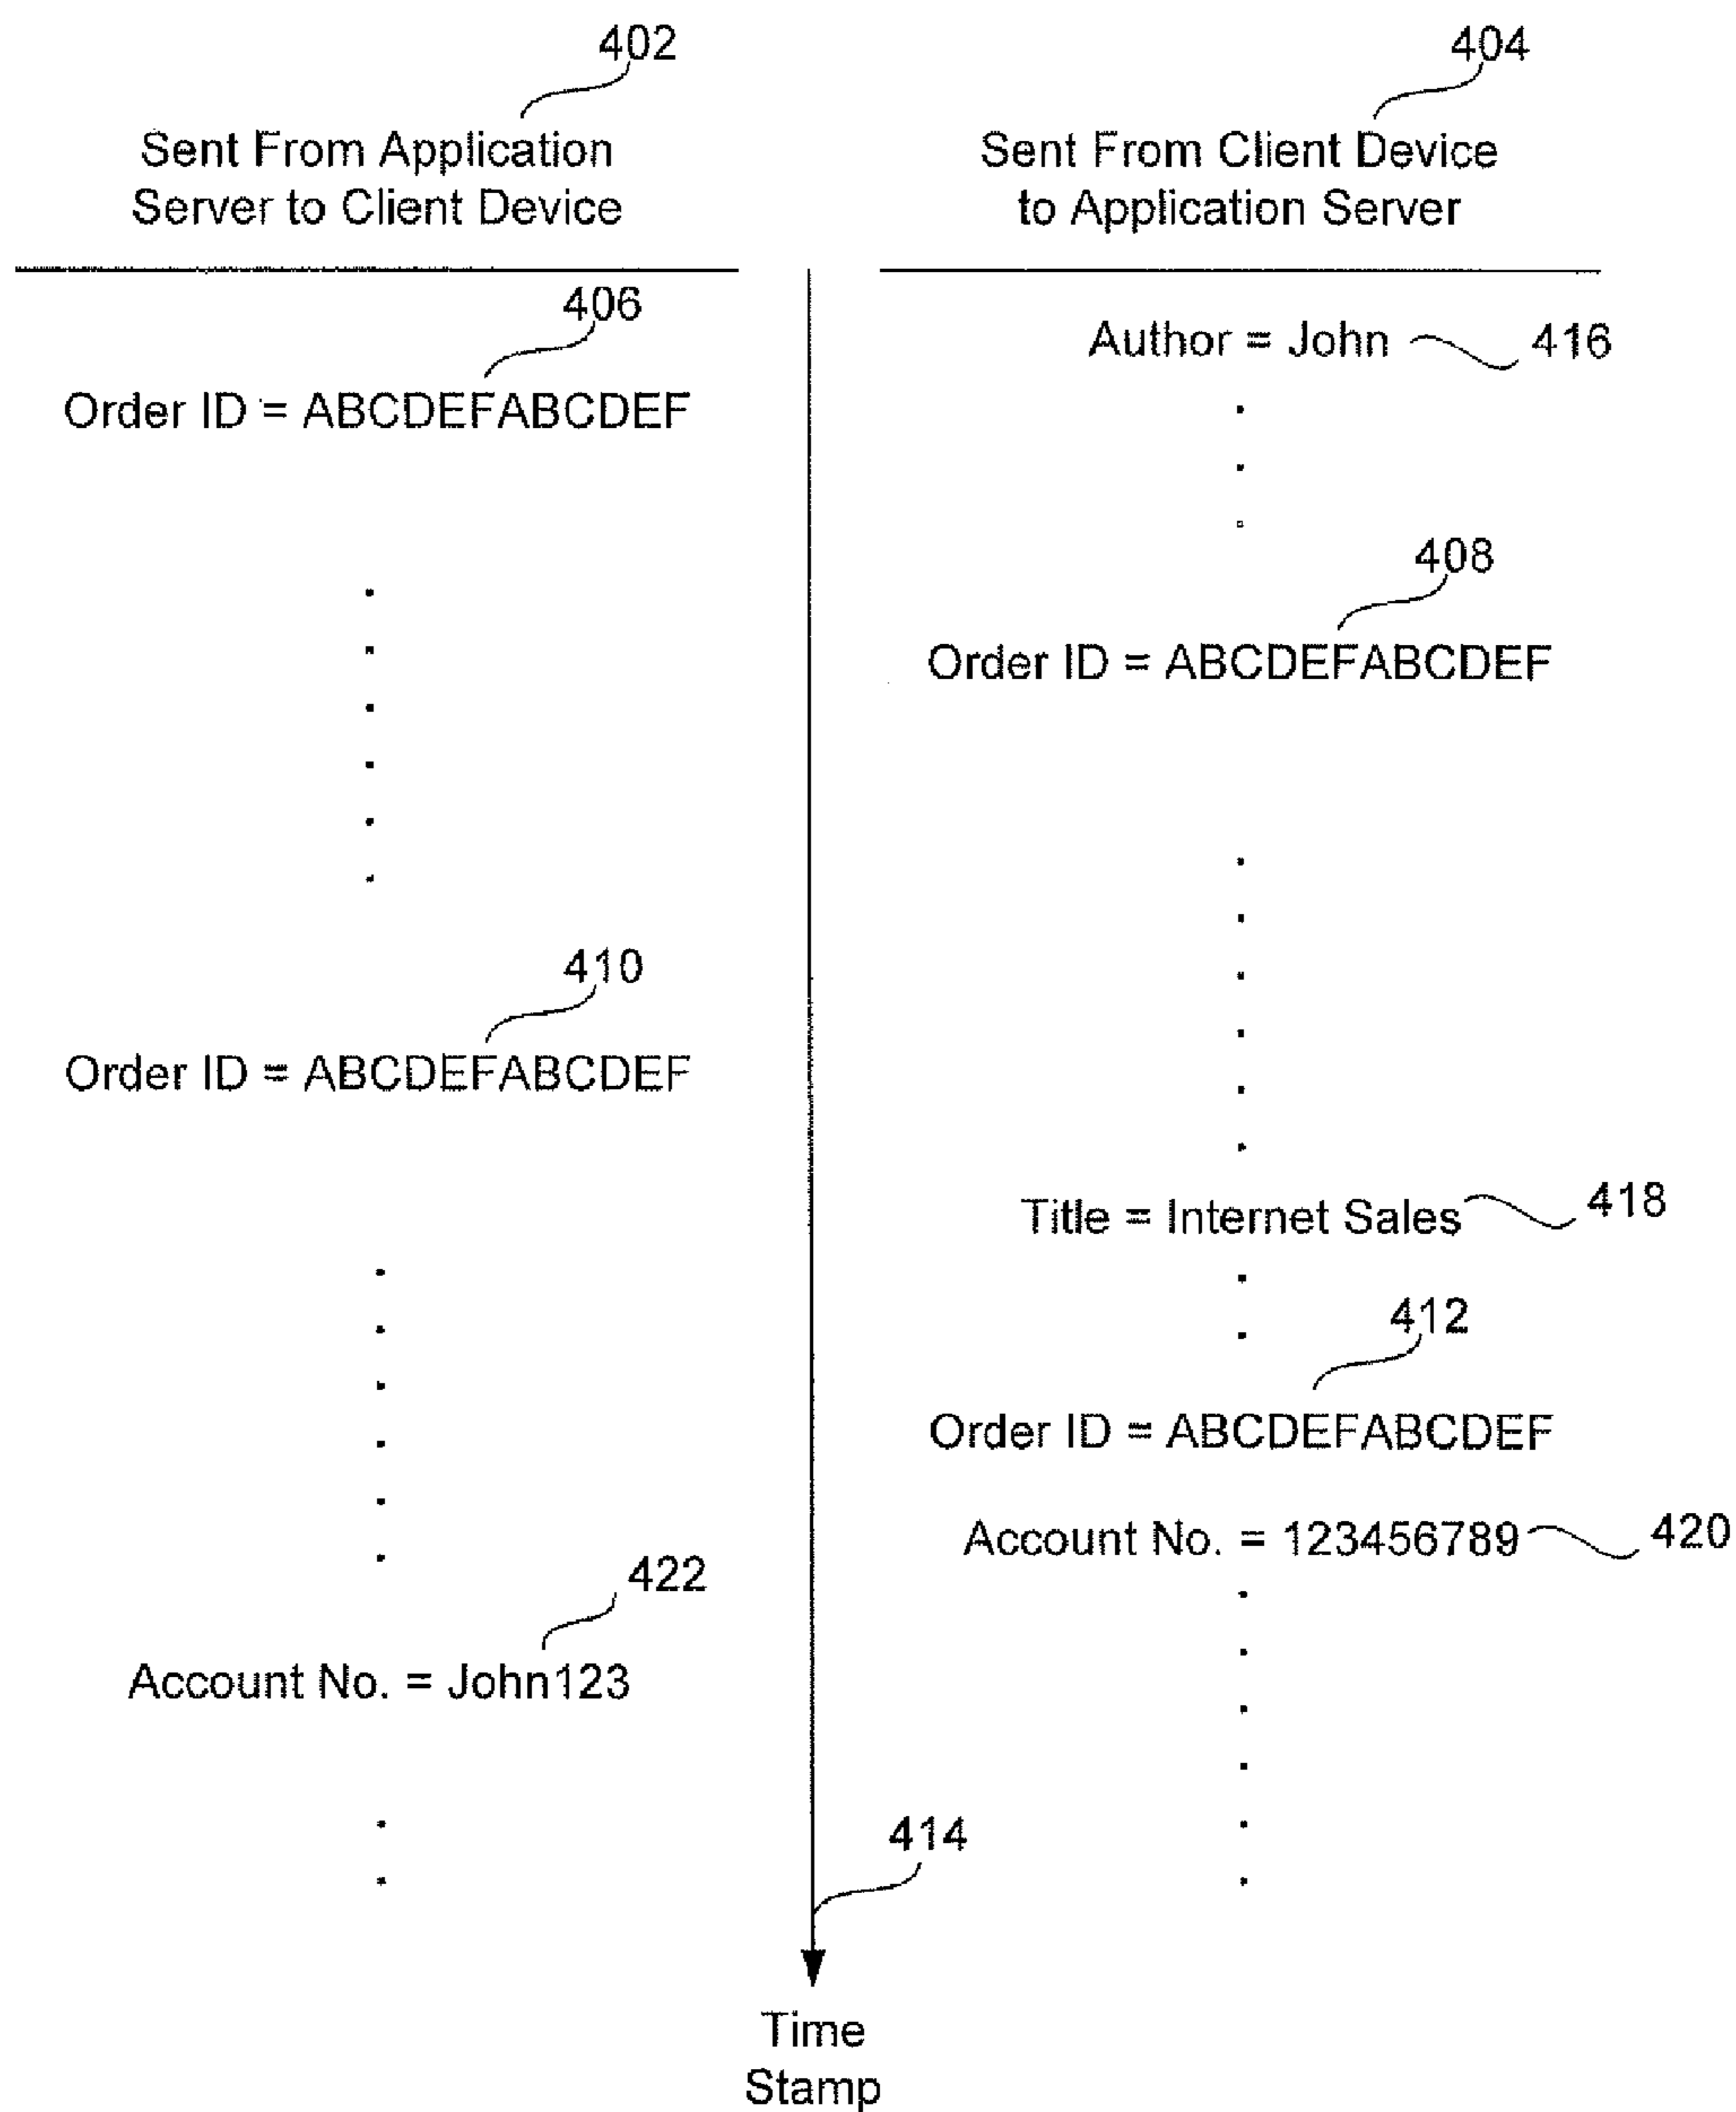 402
Sent From Application
Server to Client Device
404
Sent From Client Device
to Application Server
406
Order ID = ABCDEFABCDEF
Author = John 416
408
Order ID = ABCDEFABCDEF
410
Order ID = ABCDEFABCDEF
Title = Internet Sales 418
412
Order ID = ABCDEFABCDEF
Account No. = 123456789 420
422
Account No. = John123
414
Time
Stamp